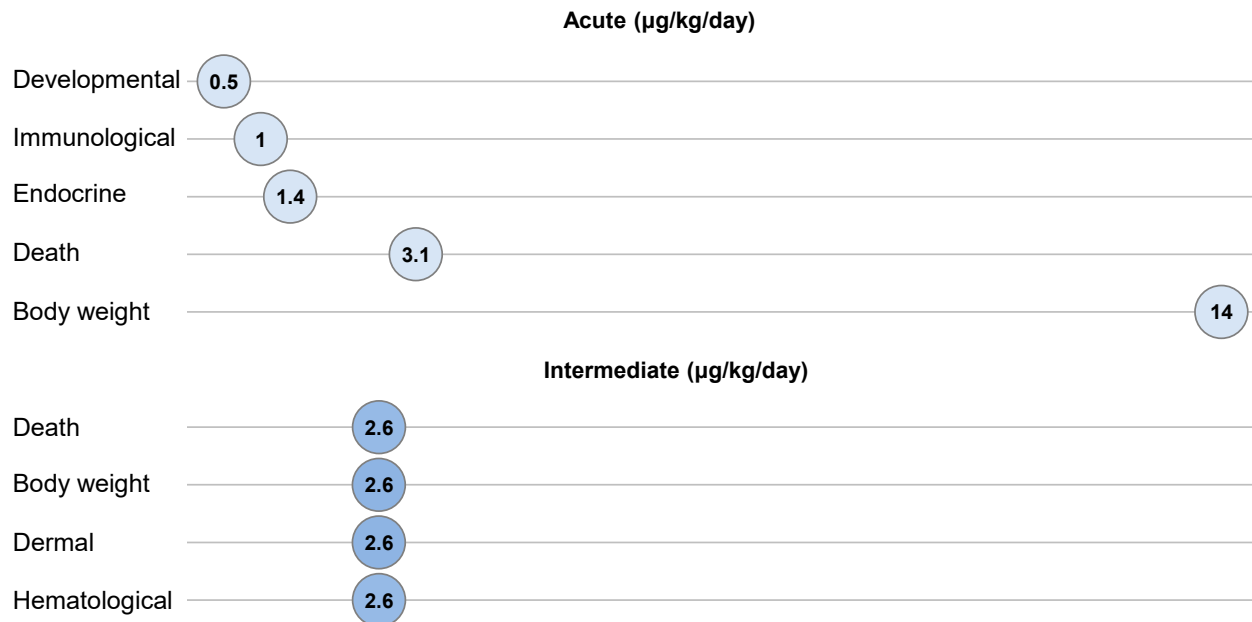 Acute (µg/kg/day)
Developmental 0.5
Immunological 1
Endocrine 1.4
Death 3.1
Body weight 14
Intermediate (µg/kg/day)
Death 2.6
Body weight 2.6
Dermal 2.6
Hematological 2.6